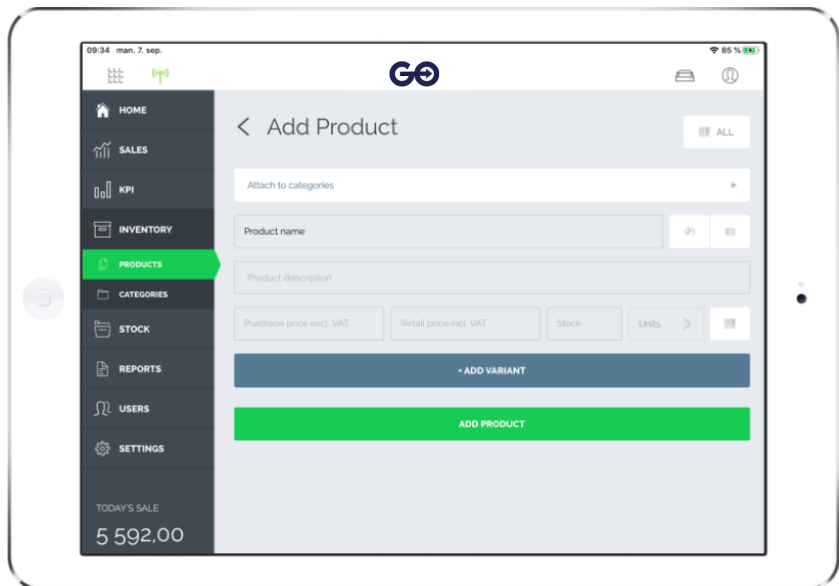 09:34 man. 7. sep.
85 %
GO
HOME
SALES
KPI
INVENTORY
PRODUCTS
CATEGORIES
STOCK
REPORTS
USERS
SETTINGS
TODAY'S SALE
5 592,00
Add Product
ALL
Attach to categories
Product name
Product description
Purchase price excl. VAT
Retail price incl. VAT
Stock
Units
+ ADD VARIANT
ADD PRODUCT